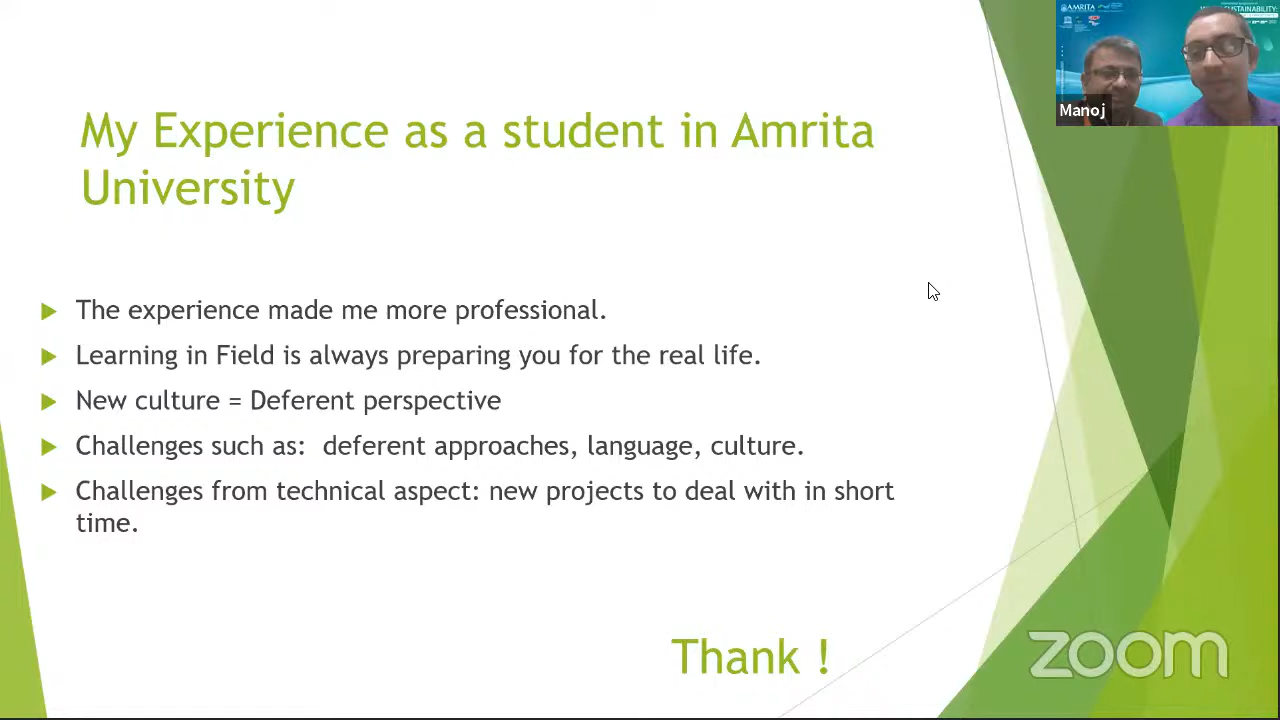 AMRITA
SUSTAINABILITY:
Manoj
My Experience as a student in Amrita
University
The experience made me more professional.
Learning in Field is always preparing you for the real life.
New culture = Deferent perspective
Challenges such as:  deferent approaches, language, culture.
Challenges from technical aspect: new projects to deal with in short
time.
Thank !
zoom